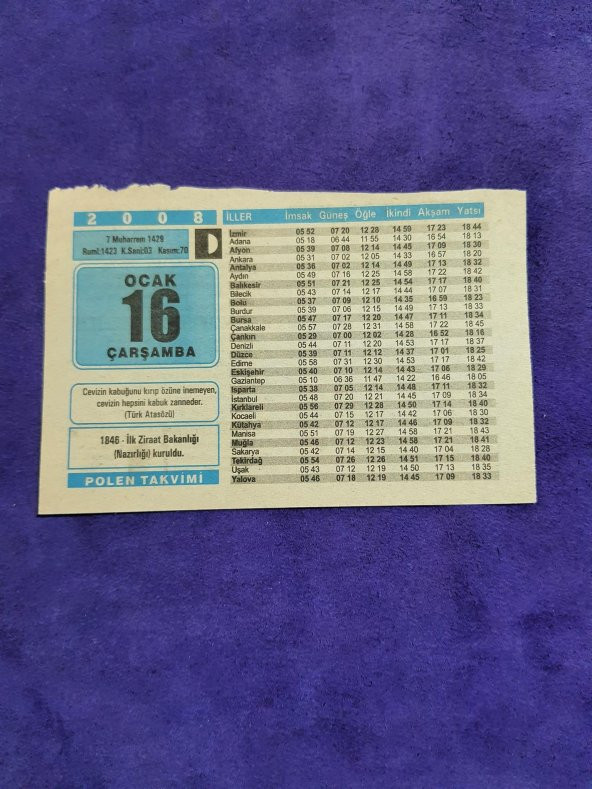 2008
7 Muharrem 1429
Rumî:1423 K.Sani:03 Kasım:70
OCAK
16
ÇARŞAMBA
Cevizin kabuğunu kırıp özüne inemeyen,
cevizin hepsini kabuk zanneder.
(Türk Atasözü)
1846 - İlk Ziraat Bakanlığı
(Nazırlığı) kuruldu.
POLEN TAKVİMİ
İLLER İmsak Güneş Öğle İkindi Akşam Yatsı
İzmir 05 52 07 20 12 28 14 59 17 23 18 44
Adana 05 18 06 44 11 55 14 30 16 54 18 13
Afyon 05 39 07 08 12 14 14 45 17 09 18 30
Ankara 05 31 07 02 12 05 14 33 16 57 18 20
Antalya 05 36 07 02 12 14 14 49 17 13 18 32
Aydın 05 49 07 16 12 25 14 58 17 22 18 42
Balıkesir 05 51 07 21 12 25 14 54 17 17 18 40
Bilecik 05 43 07 14 12 17 14 44 17 07 18 31
Bolu 05 37 07 09 12 10 14 35 16 59 18 23
Burdur 05 39 07 06 12 15 14 49 17 13 18 33
Bursa 05 47 07 17 12 20 14 47 17 11 18 34
Çanakkale 05 57 07 28 12 31 14 58 17 22 18 45
Çankırı 05 29 07 00 12 02 14 28 16 52 18 16
Denizli 05 44 07 11 12 20 14 53 17 17 18 37
Düzce 05 39 07 11 12 12 14 37 17 01 18 25
Edirne 05 58 07 31 12 30 14 53 17 17 18 42
Eskişehir 05 40 07 10 12 14 14 43 17 06 18 29
Gaziantep 05 10 06 36 11 47 14 22 16 46 18 05
Isparta 05 38 07 05 12 14 14 48 17 11 18 32
İstanbul 05 48 07 20 12 21 14 45 17 09 18 34
Kırklareli 05 56 07 29 12 28 14 50 17 14 18 40
Kocaeli 05 44 07 15 12 17 14 42 17 06 18 30
Kütahya 05 42 07 12 12 17 14 46 17 09 18 32
Manisa 05 51 07 19 12 27 14 58 17 21 18 43
Muğla 05 46 07 12 12 23 14 58 17 21 18 41
Sakarya 05 42 07 14 12 15 14 40 17 04 18 28
Tekirdağ 05 54 07 26 12 26 14 51 17 15 18 40
Uşak 05 43 07 12 12 19 14 50 17 13 18 35
Yalova 05 46 07 18 12 19 14 45 17 09 18 33